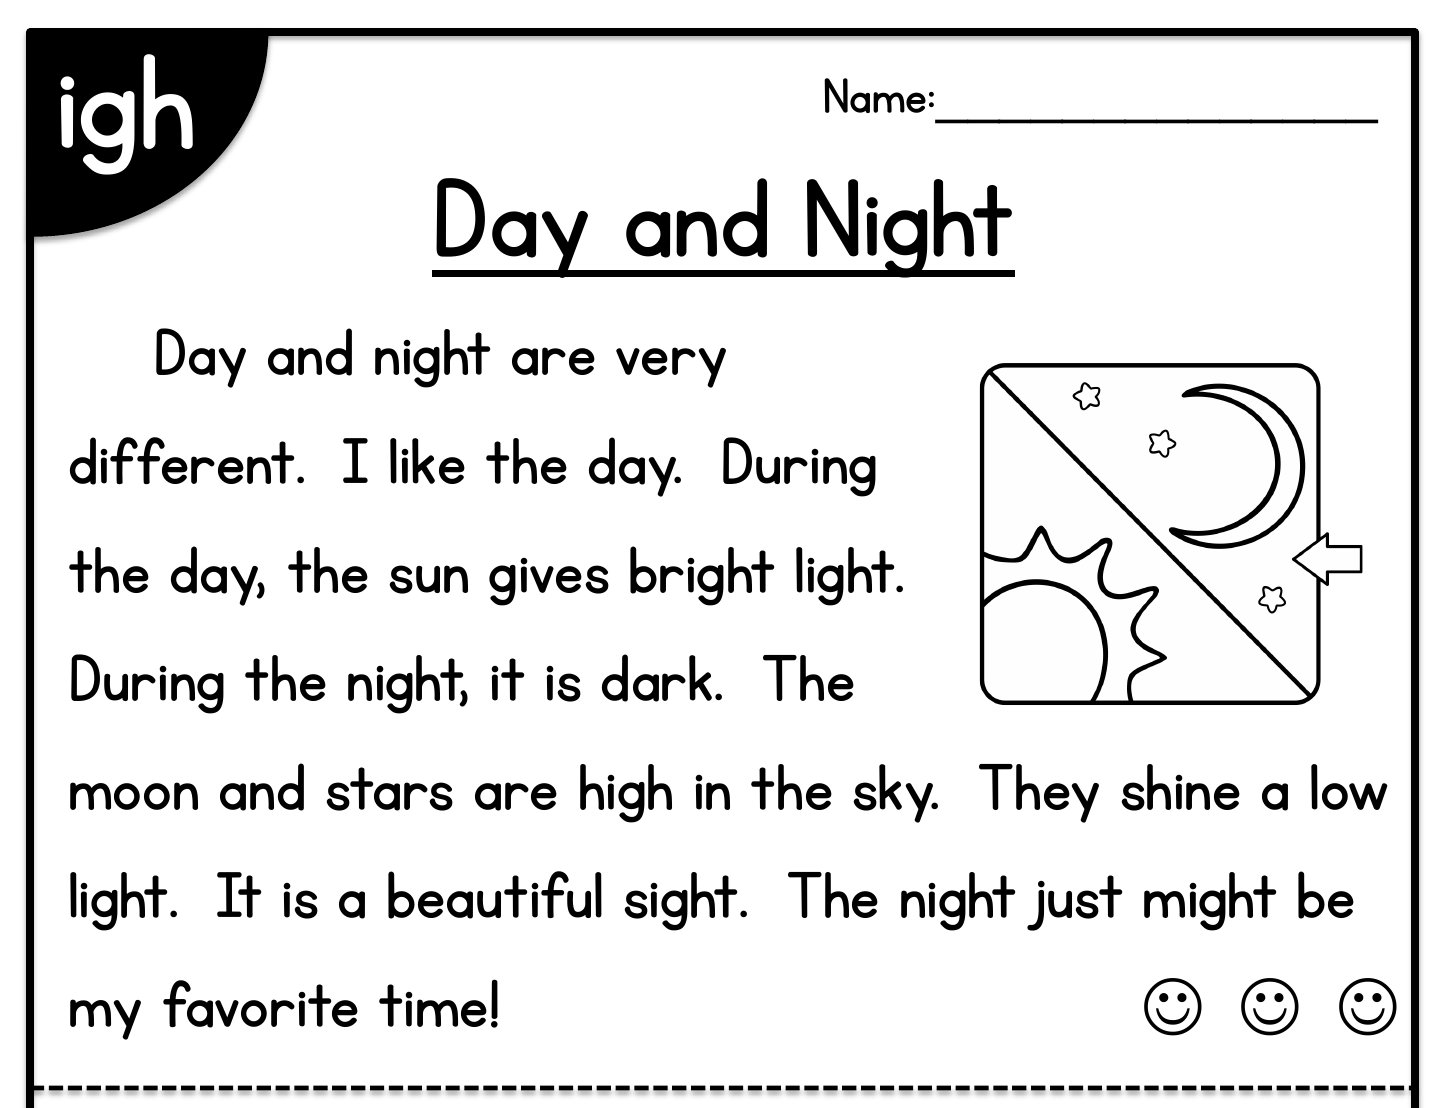 igh
Name:
Day and Night
Day and night are very
different. I like the day. During
the day, the sun gives bright light.
During the night, it is dark. The
moon and stars are high in the sky. They shine a low
light. It is a beautiful sight. The night just might be
my favorite time!